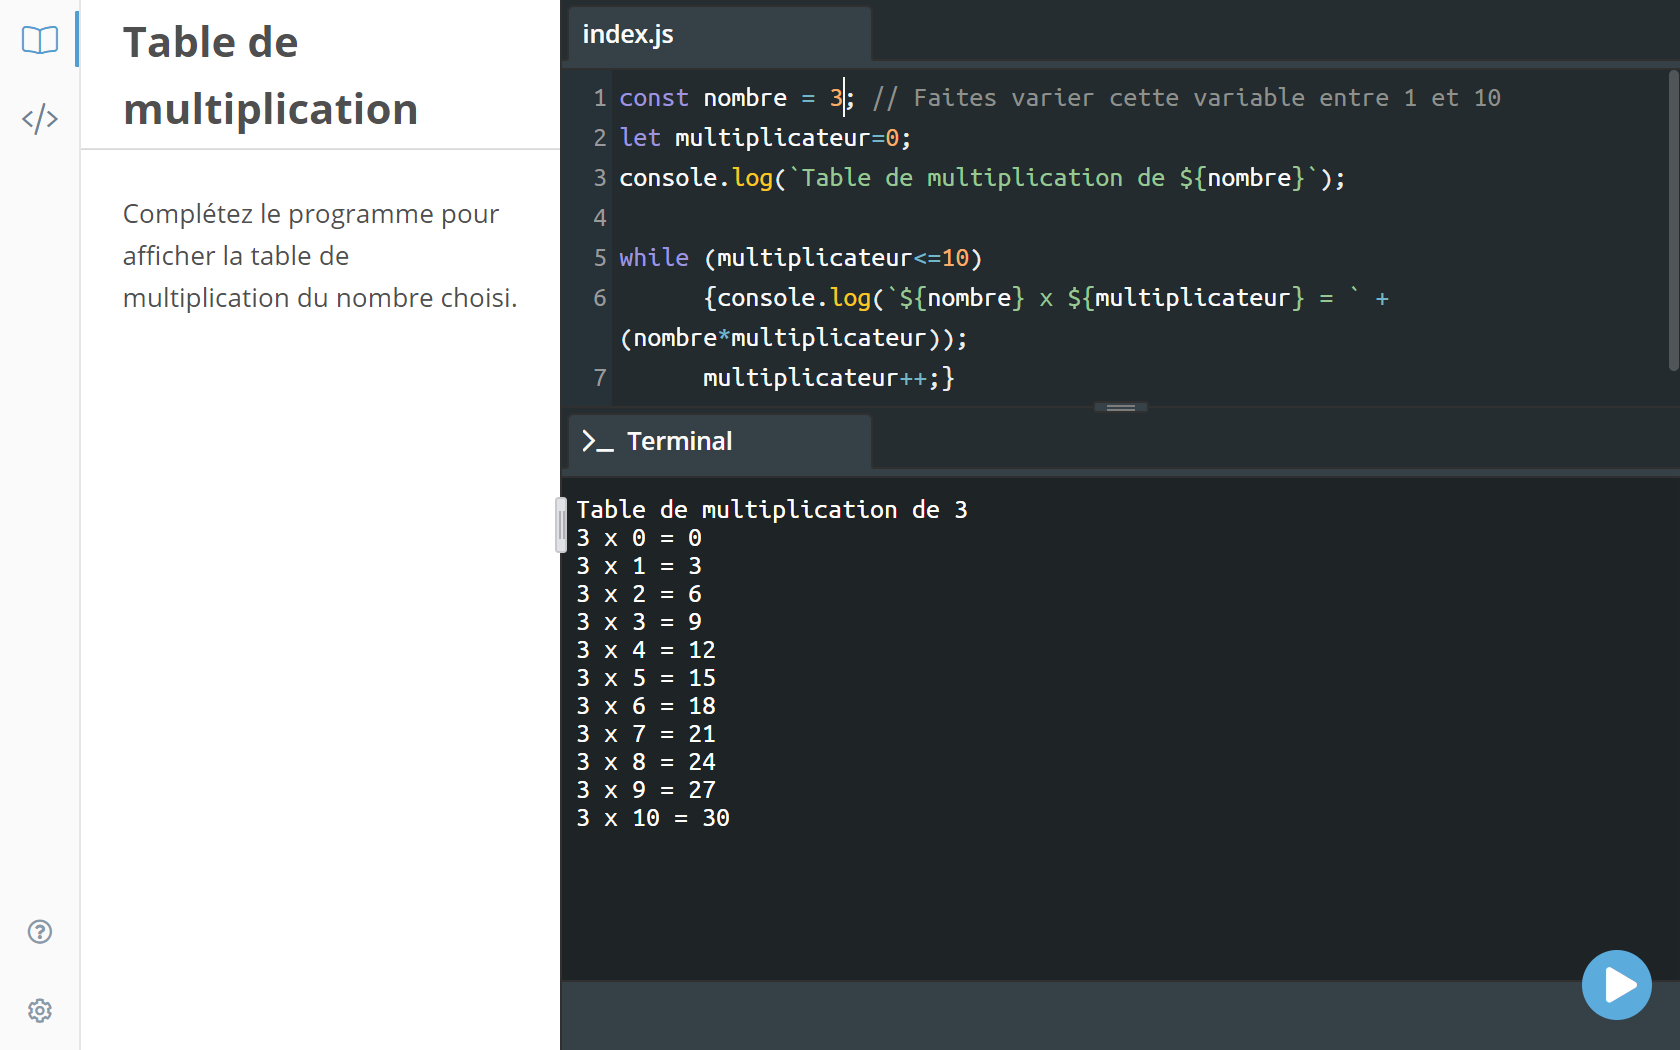 Table de
multiplication
Complétez le programme pour
afficher la table de
multiplication du nombre choisi.
index.js
1 const nombre = 3; // Faites varier cette variable entre 1 et 10
2 let multiplicateur=0;
3 console.log(`Table de multiplication de ${nombre}`);
4
5 while (multiplicateur<=10)
6 {console.log(`${nombre} x ${multiplicateur} = ` +
(nombre*multiplicateur));
7 multiplicateur++;}
Terminal
Table de multiplication de 3
3 x 0 = 0
3 x 1 = 3
3 x 2 = 6
3 x 3 = 9
3 x 4 = 12
3 x 5 = 15
3 x 6 = 18
3 x 7 = 21
3 x 8 = 24
3 x 9 = 27
3 x 10 = 30